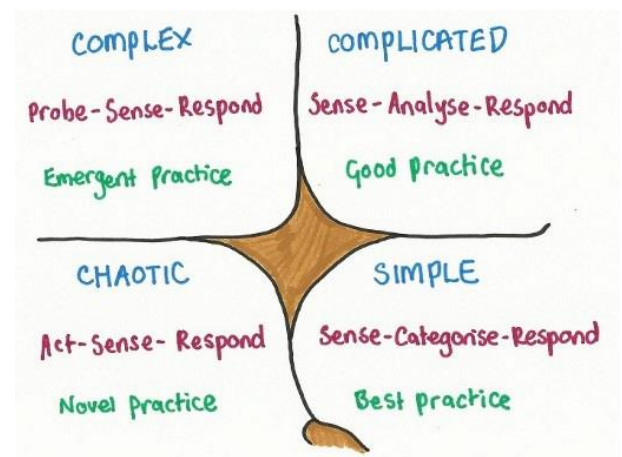 COMPLEX
Probe-Sense-Respond
Emergent Practice
COMPLICATED
Sense-Analyse-Respond
Good practice
CHAOTIC
Act-Sense-Respond
Novel practice
SIMPLE
Sense-Categorise-Respond
Best practice